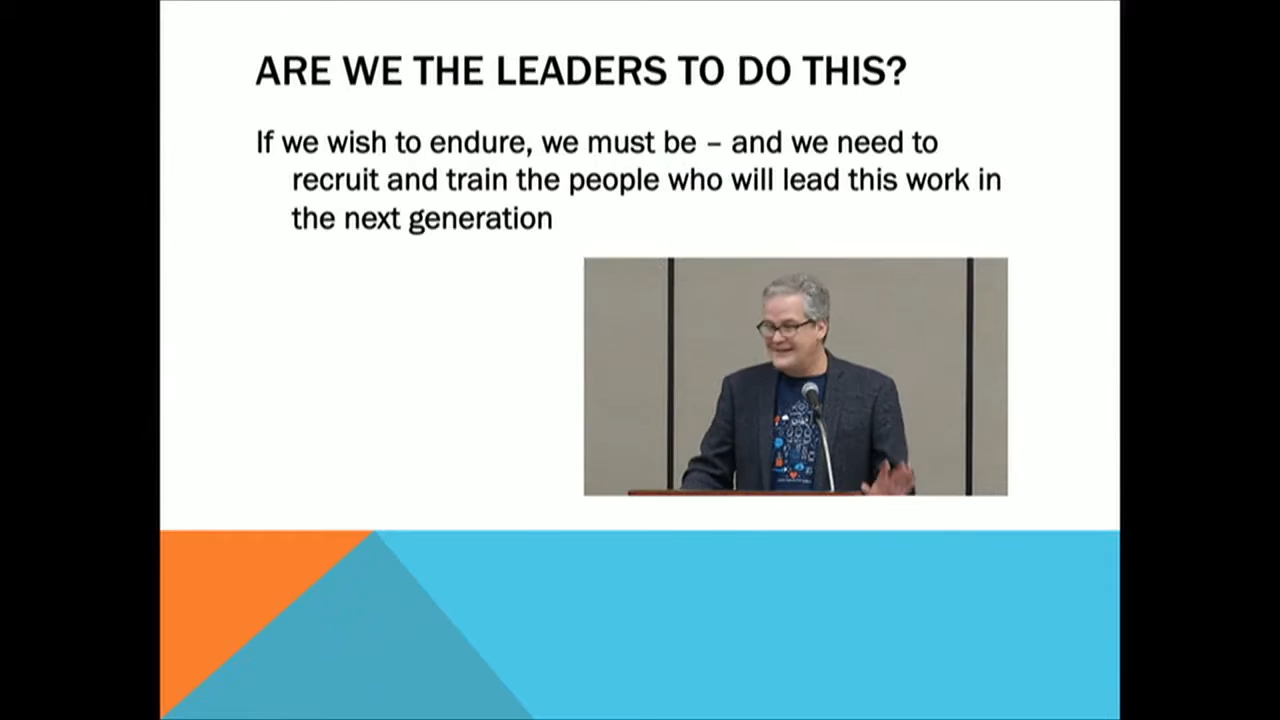 ARE WE THE LEADERS TO DO THIS?
If we wish to endure, we must be – and we need to
recruit and train the people who will lead this work in
the next generation